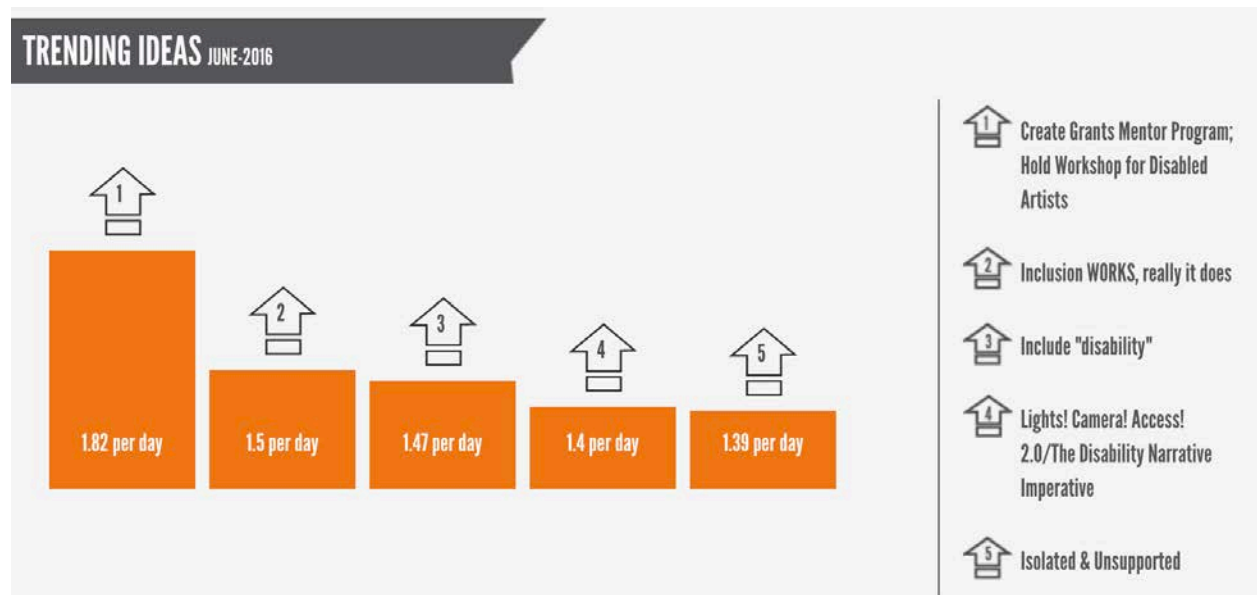 TRENDING IDEAS JUNE-2016
1
2
3
4
5
1.82 per day
1.5 per day
1.47 per day
1.4 per day
1.39 per day
1
Create Grants Mentor Program;
Hold Workshop for Disabled
Artists
2
Inclusion WORKS, really it does
3
Include "disability"
4
Lights! Camera! Access!
2.0/The Disability Narrative
Imperative
5
Isolated & Unsupported